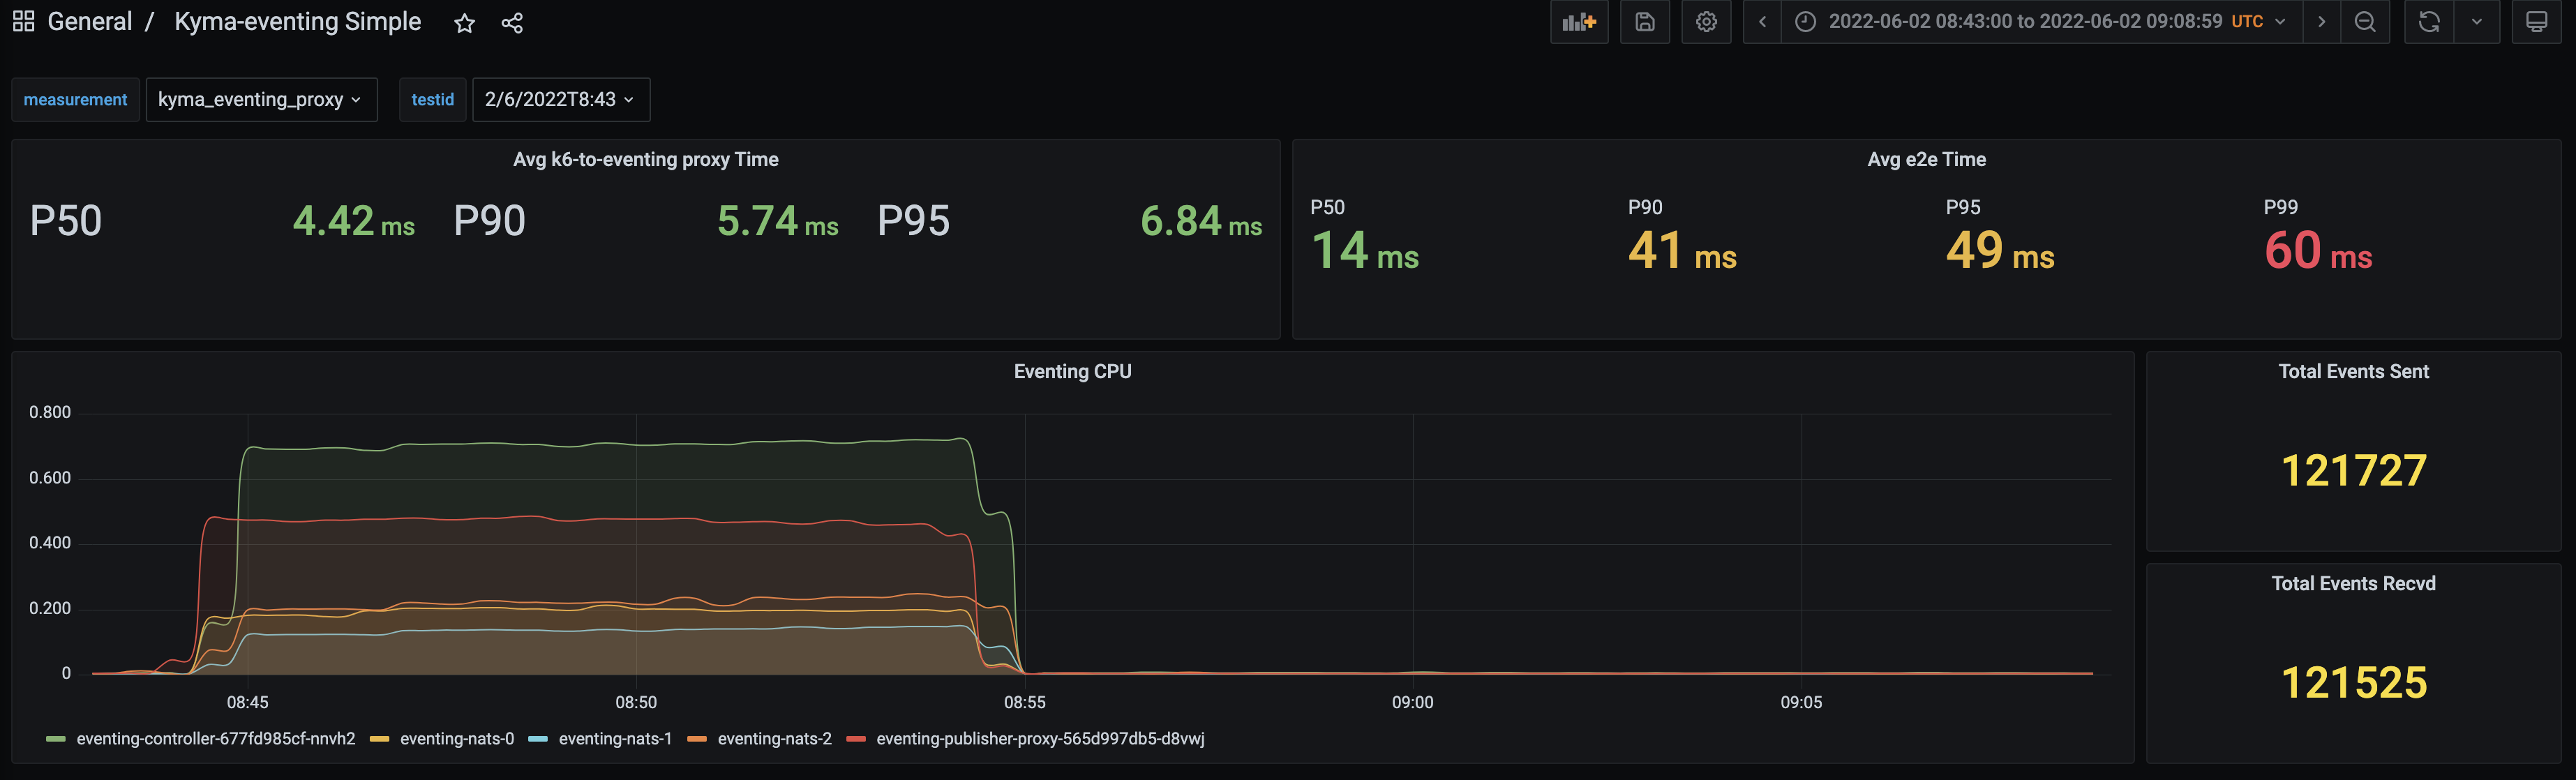 General / Kyma-eventing Simple
2022-06-02 08:43:00 to 2022-06-02 09:08:59 UTC
measurement kyma_eventing_proxy testid 2/6/2022T8:43
Avg k6-to-eventing proxy Time
P50 4.42 ms P90 5.74 ms P95 6.84 ms
Avg e2e Time
P50 P90 P95 P99
14 ms 41 ms 49 ms 60 ms
Eventing CPU
0.800
0.600
0.400
0.200
0
08:45 08:50 08:55 09:00 09:05
eventing-controller-677fd985cf-nnvh2 eventing-nats-0 eventing-nats-1 eventing-nats-2 eventing-publisher-proxy-565d997db5-d8vwj
Total Events Sent
121727
Total Events Recvd
121525